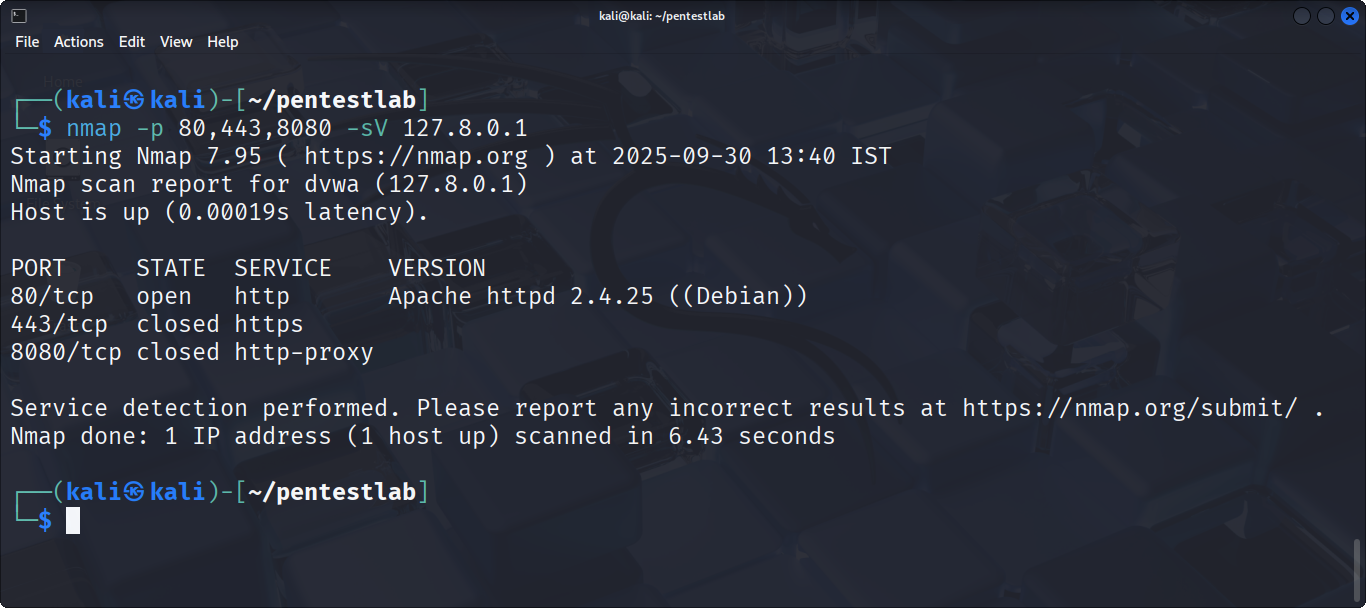 kali@kali: ~/pentestlab
File Actions Edit View Help
Home
┌──(kali㉿kali)-[~/pentestlab]
└─$ nmap -p 80,443,8080 -sV 127.8.0.1
Starting Nmap 7.95 ( https://nmap.org ) at 2025-09-30 13:40 IST
Nmap scan report for dvwa (127.8.0.1)
Host is up (0.00019s latency).
PORT     STATE  SERVICE    VERSION
80/tcp   open   http       Apache httpd 2.4.25 ((Debian))
443/tcp  closed https
8080/tcp closed http-proxy
Service detection performed. Please report any incorrect results at https://nmap.org/submit/ .
Nmap done: 1 IP address (1 host up) scanned in 6.43 seconds
┌──(kali㉿kali)-[~/pentestlab]
└─$